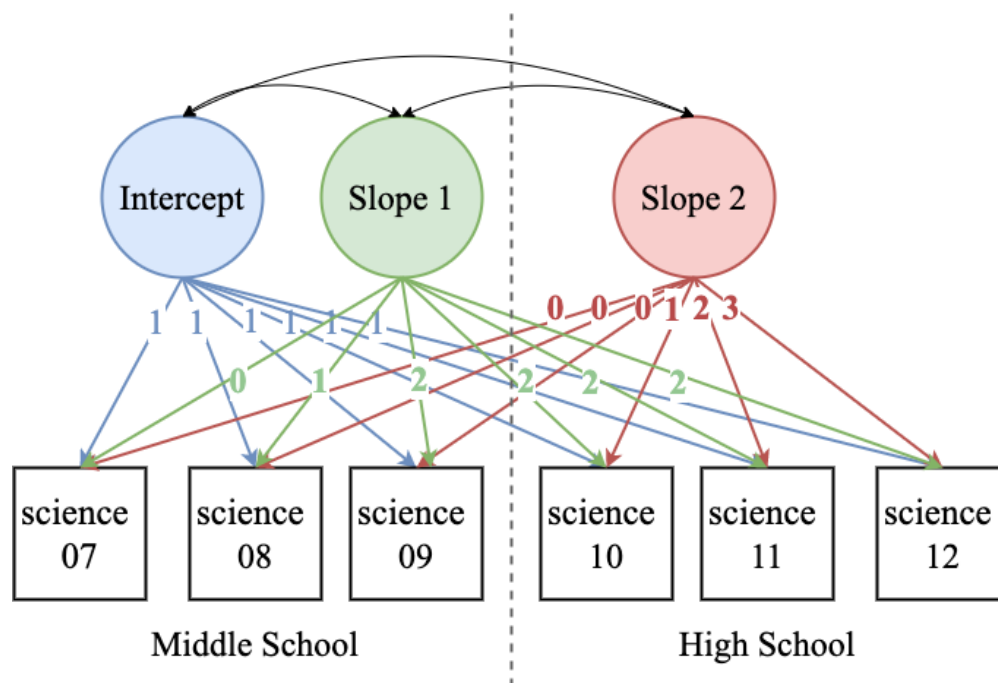 Intercept
Slope 1
Slope 2
1 1 1 1 1 1
0 0 0 1 2 3
0 1 2 2 2 2
science 07
science 08
science 09
science 10
science 11
science 12
Middle School
High School